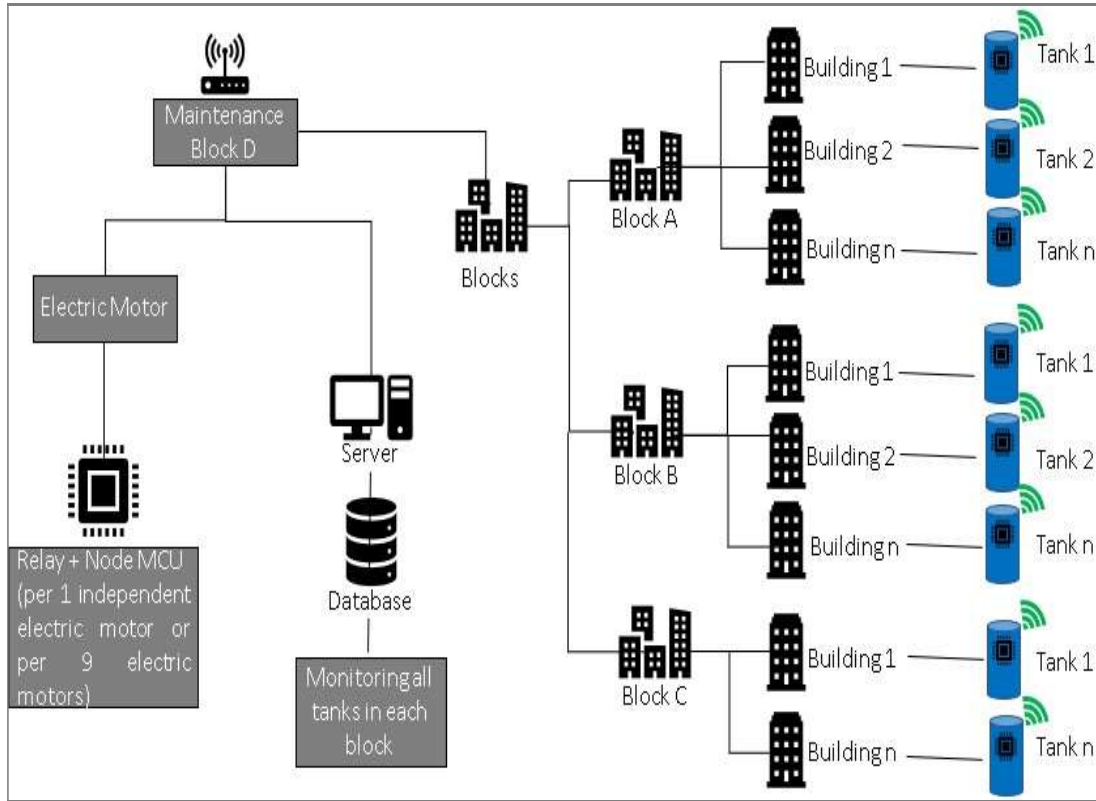 Maintenance
Block D
Electric Motor
Relay + Node MCU
(per 1 independent
electric motor or
per 9 electric
motors)
Server
Database
Monitoring all
tanks in each
block
Blocks
Block A
Building 1
Tank 1
Building 2
Tank 2
Building n
Tank n
Block B
Building 1
Tank 1
Building 2
Tank 2
Building n
Tank n
Block C
Building 1
Tank 1
Building n
Tank n